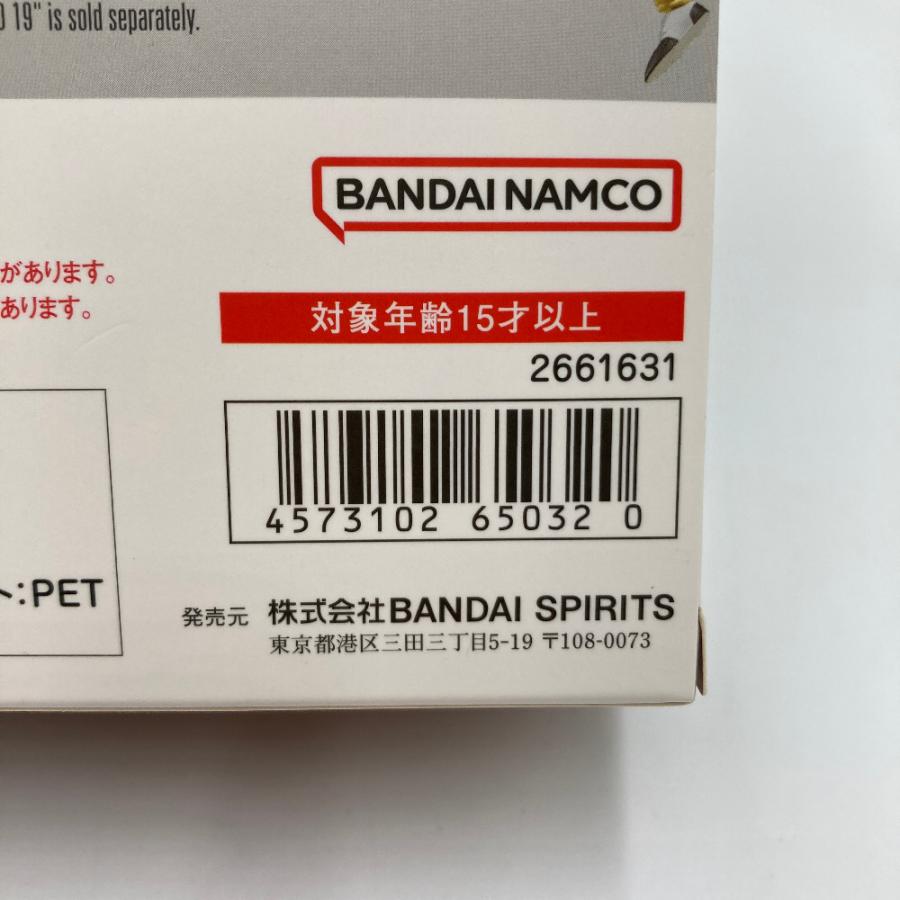 19" is sold separately.
BANDAI NAMCO
があります。
あります。
対象年齢15才以上
2661631
4573102 65032 0
ト:PET
発売元 株式会社BANDAI SPIRITS
東京都港区三田三丁目5-19 〒108-0073